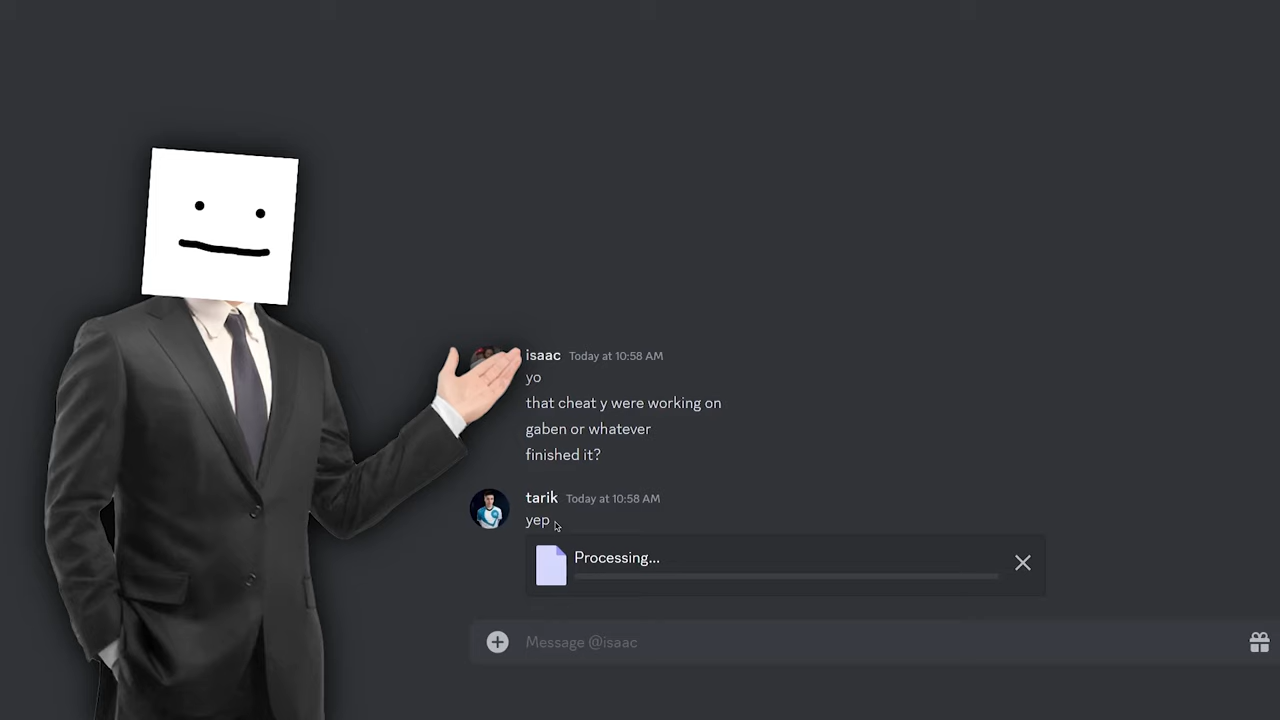 isaac Today at 10:58 AM
yo
that cheat y were working on
gaben or whatever
finished it?
tarik Today at 10:58 AM
yep
Processing...
Message @isaac